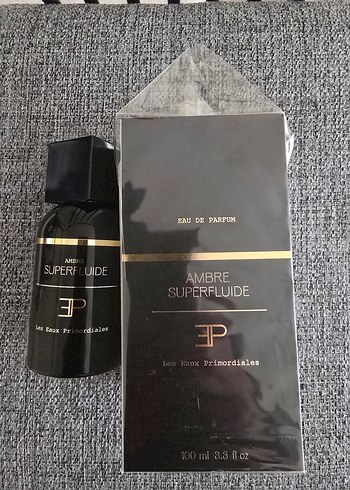 AMBRE
SUPERFLUIDE
EP
Les Eaux Primordiales
EAU DE PARFUM
AMBRE
SUPERFLUIDE
EP
Les Eaux Primordiales
100 ml 3.3 fl oz